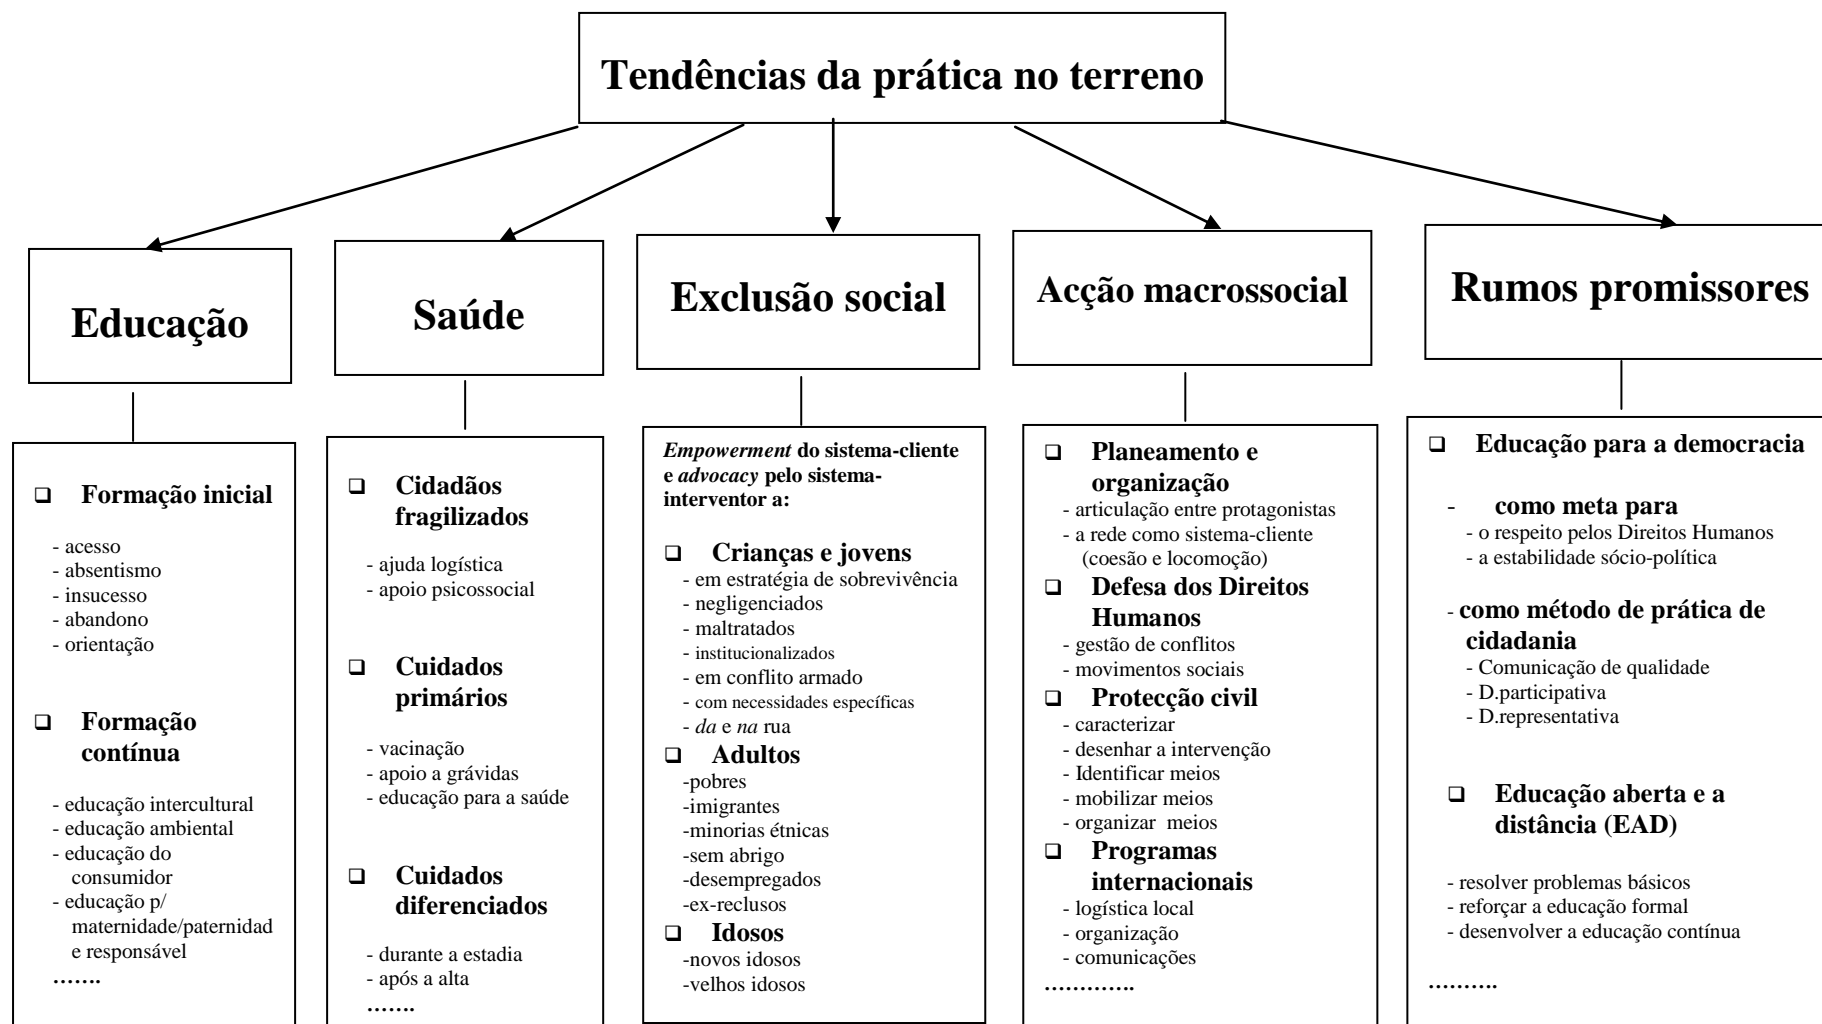 Tendências da prática no terreno
Educação
Saúde
Exclusão social
Acção macrossocial
Rumos promissores
❑ Formação inicial
- acesso
- absentismo
- insucesso
- abandono
- orientação
❑ Formação
contínua
- educação intercultural
- educação ambiental
- educação do
consumidor
- educação p/
maternidade/paternidad
e responsável
…….
❑ Cidadãos
fragilizados
- ajuda logística
- apoio psicossocial
❑ Cuidados
primários
- vacinação
- apoio a grávidas
- educação para a saúde
❑ Cuidados
diferenciados
- durante a estadia
- após a alta
…….
Empowerment do sistema-cliente
e advocacy pelo sistema-
interventor a:
❑ Crianças e jovens
- em estratégia de sobrevivência
- negligenciados
- maltratados
- institucionalizados
- em conflito armado
- com necessidades específicas
- da e na rua
❑ Adultos
-pobres
-imigrantes
-minorias étnicas
-sem abrigo
-desempregados
-ex-reclusos
❑ Idosos
-novos idosos
-velhos idosos
❑ Planeamento e
organização
- articulação entre protagonistas
- a rede como sistema-cliente
(coesão e locomoção)
❑ Defesa dos Direitos
Humanos
- gestão de conflitos
- movimentos sociais
❑ Protecção civil
- caracterizar
- desenhar a intervenção
- Identificar meios
- mobilizar meios
- organizar meios
❑ Programas
internacionais
- logística local
- organização
- comunicações
………….
❑ Educação para a democracia
- como meta para
- o respeito pelos Direitos Humanos
- a estabilidade sócio-política
- como método de prática de
cidadania
- Comunicação de qualidade
- D.participativa
- D.representativa
❑ Educação aberta e a
distância (EAD)
- resolver problemas básicos
- reforçar a educação formal
- desenvolver a educação contínua
……….